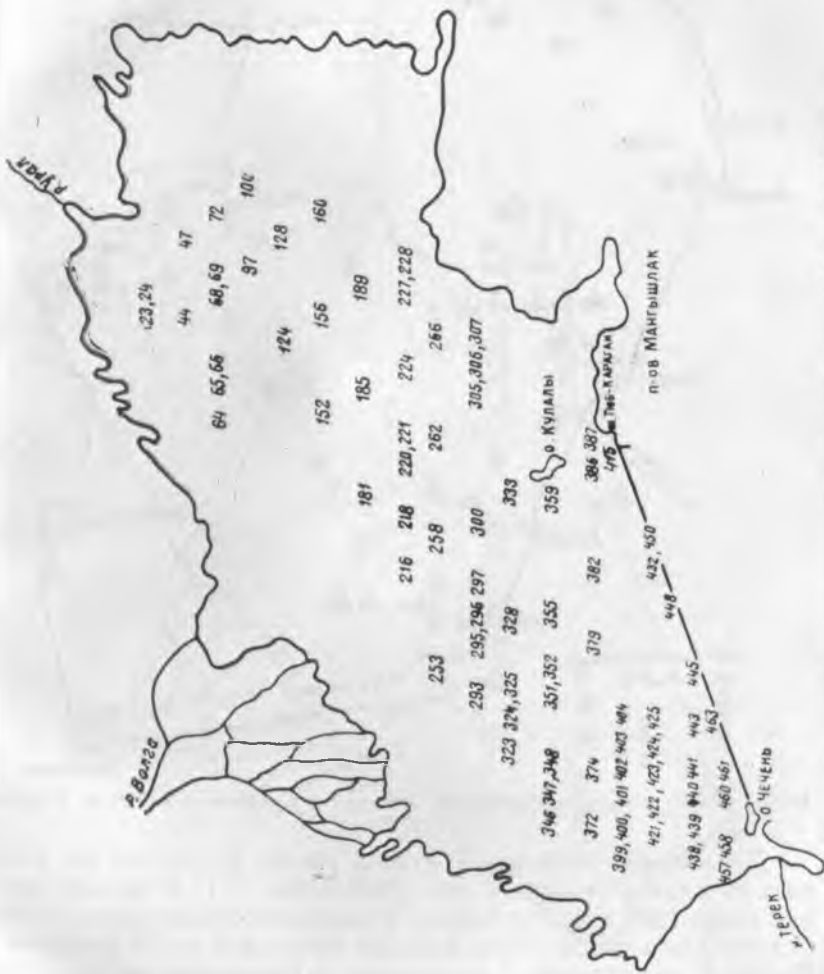 р. Урал
23,24
44 47
64 65,66 68,69 72
97 100
124 128
152 156 160
181 185 189
216 218 220,221 224 227,228
253 258 262 266
293 295,296 297 300 305,306,307
323 324,325 328 333
346 347,348 351,352 355 359 о. КУЛАЛЫ
372 374 379 382 386 387
415 м. ТЮБ-КАРАГАН
п-ов МАНГЫШЛАК
399,400, 401 402 403 404
421,422, 423, 424, 425 432,450
448
438,439 440 441 443 445
457 458 460 461 463
о. ЧЕЧЕНЬ
р. ТЕРЕК
р. Волга